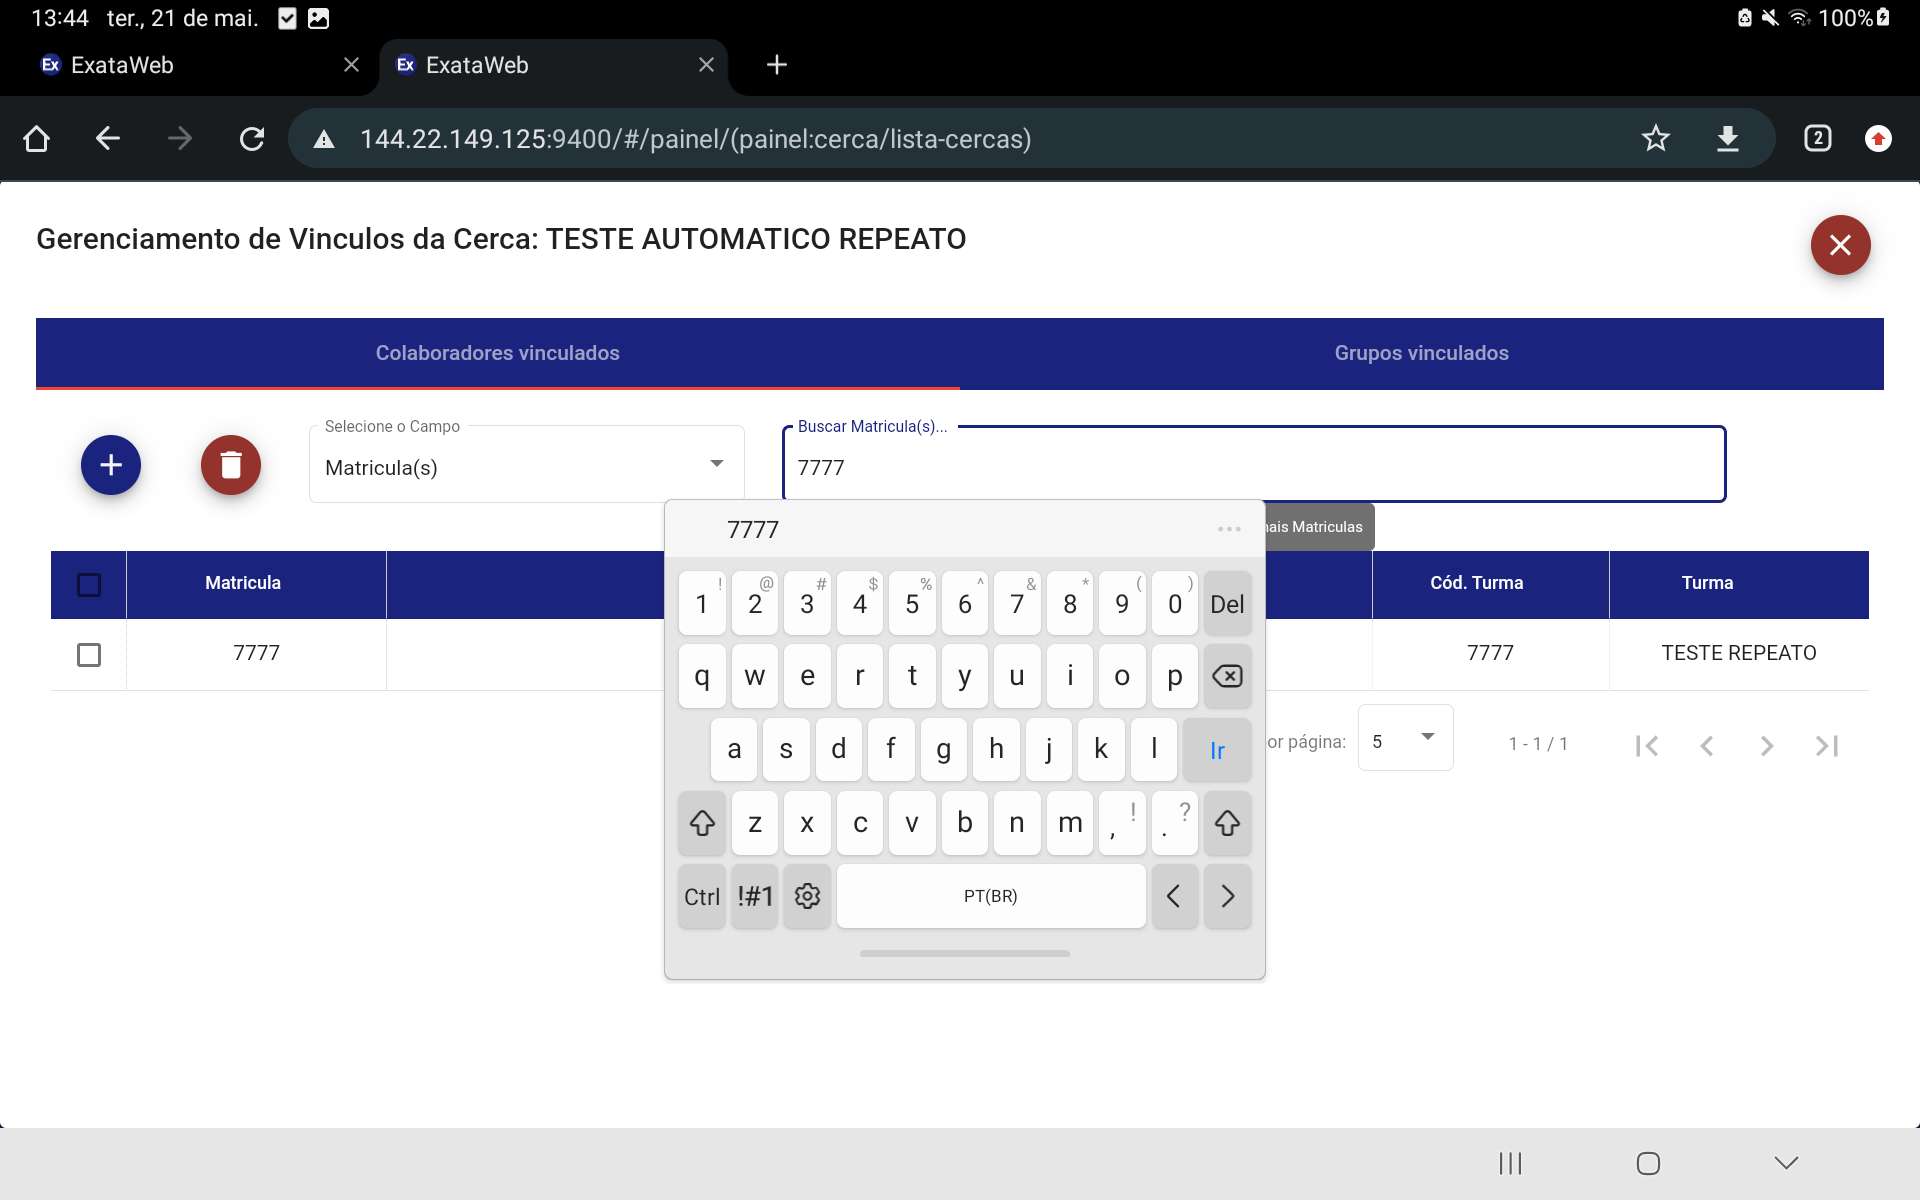 13:44 ter., 21 de mai. 100%
Ex ExataWeb Ex ExataWeb
144.22.149.125:9400/#/painel/(painel:cerca/lista-cercas) 2
Gerenciamento de Vinculos da Cerca: TESTE AUTOMATICO REPEATO
Colaboradores vinculados Grupos vinculados
Selecione o Campo Buscar Matricula(s)...
Matricula(s) 7777
7777 ... Matriculas
Matricula Cód. Turma Turma
! @ # $ % ^ & * ( )
1 2 3 4 5 6 7 8 9 0 Del
7777 7777 TESTE REPEATO
q w e r t y u i o p
a s d f g h j k l Ir
página: 5 1 - 1 / 1
z x c v b n m , ! . ?
Ctrl !#1 PT(BR) < >